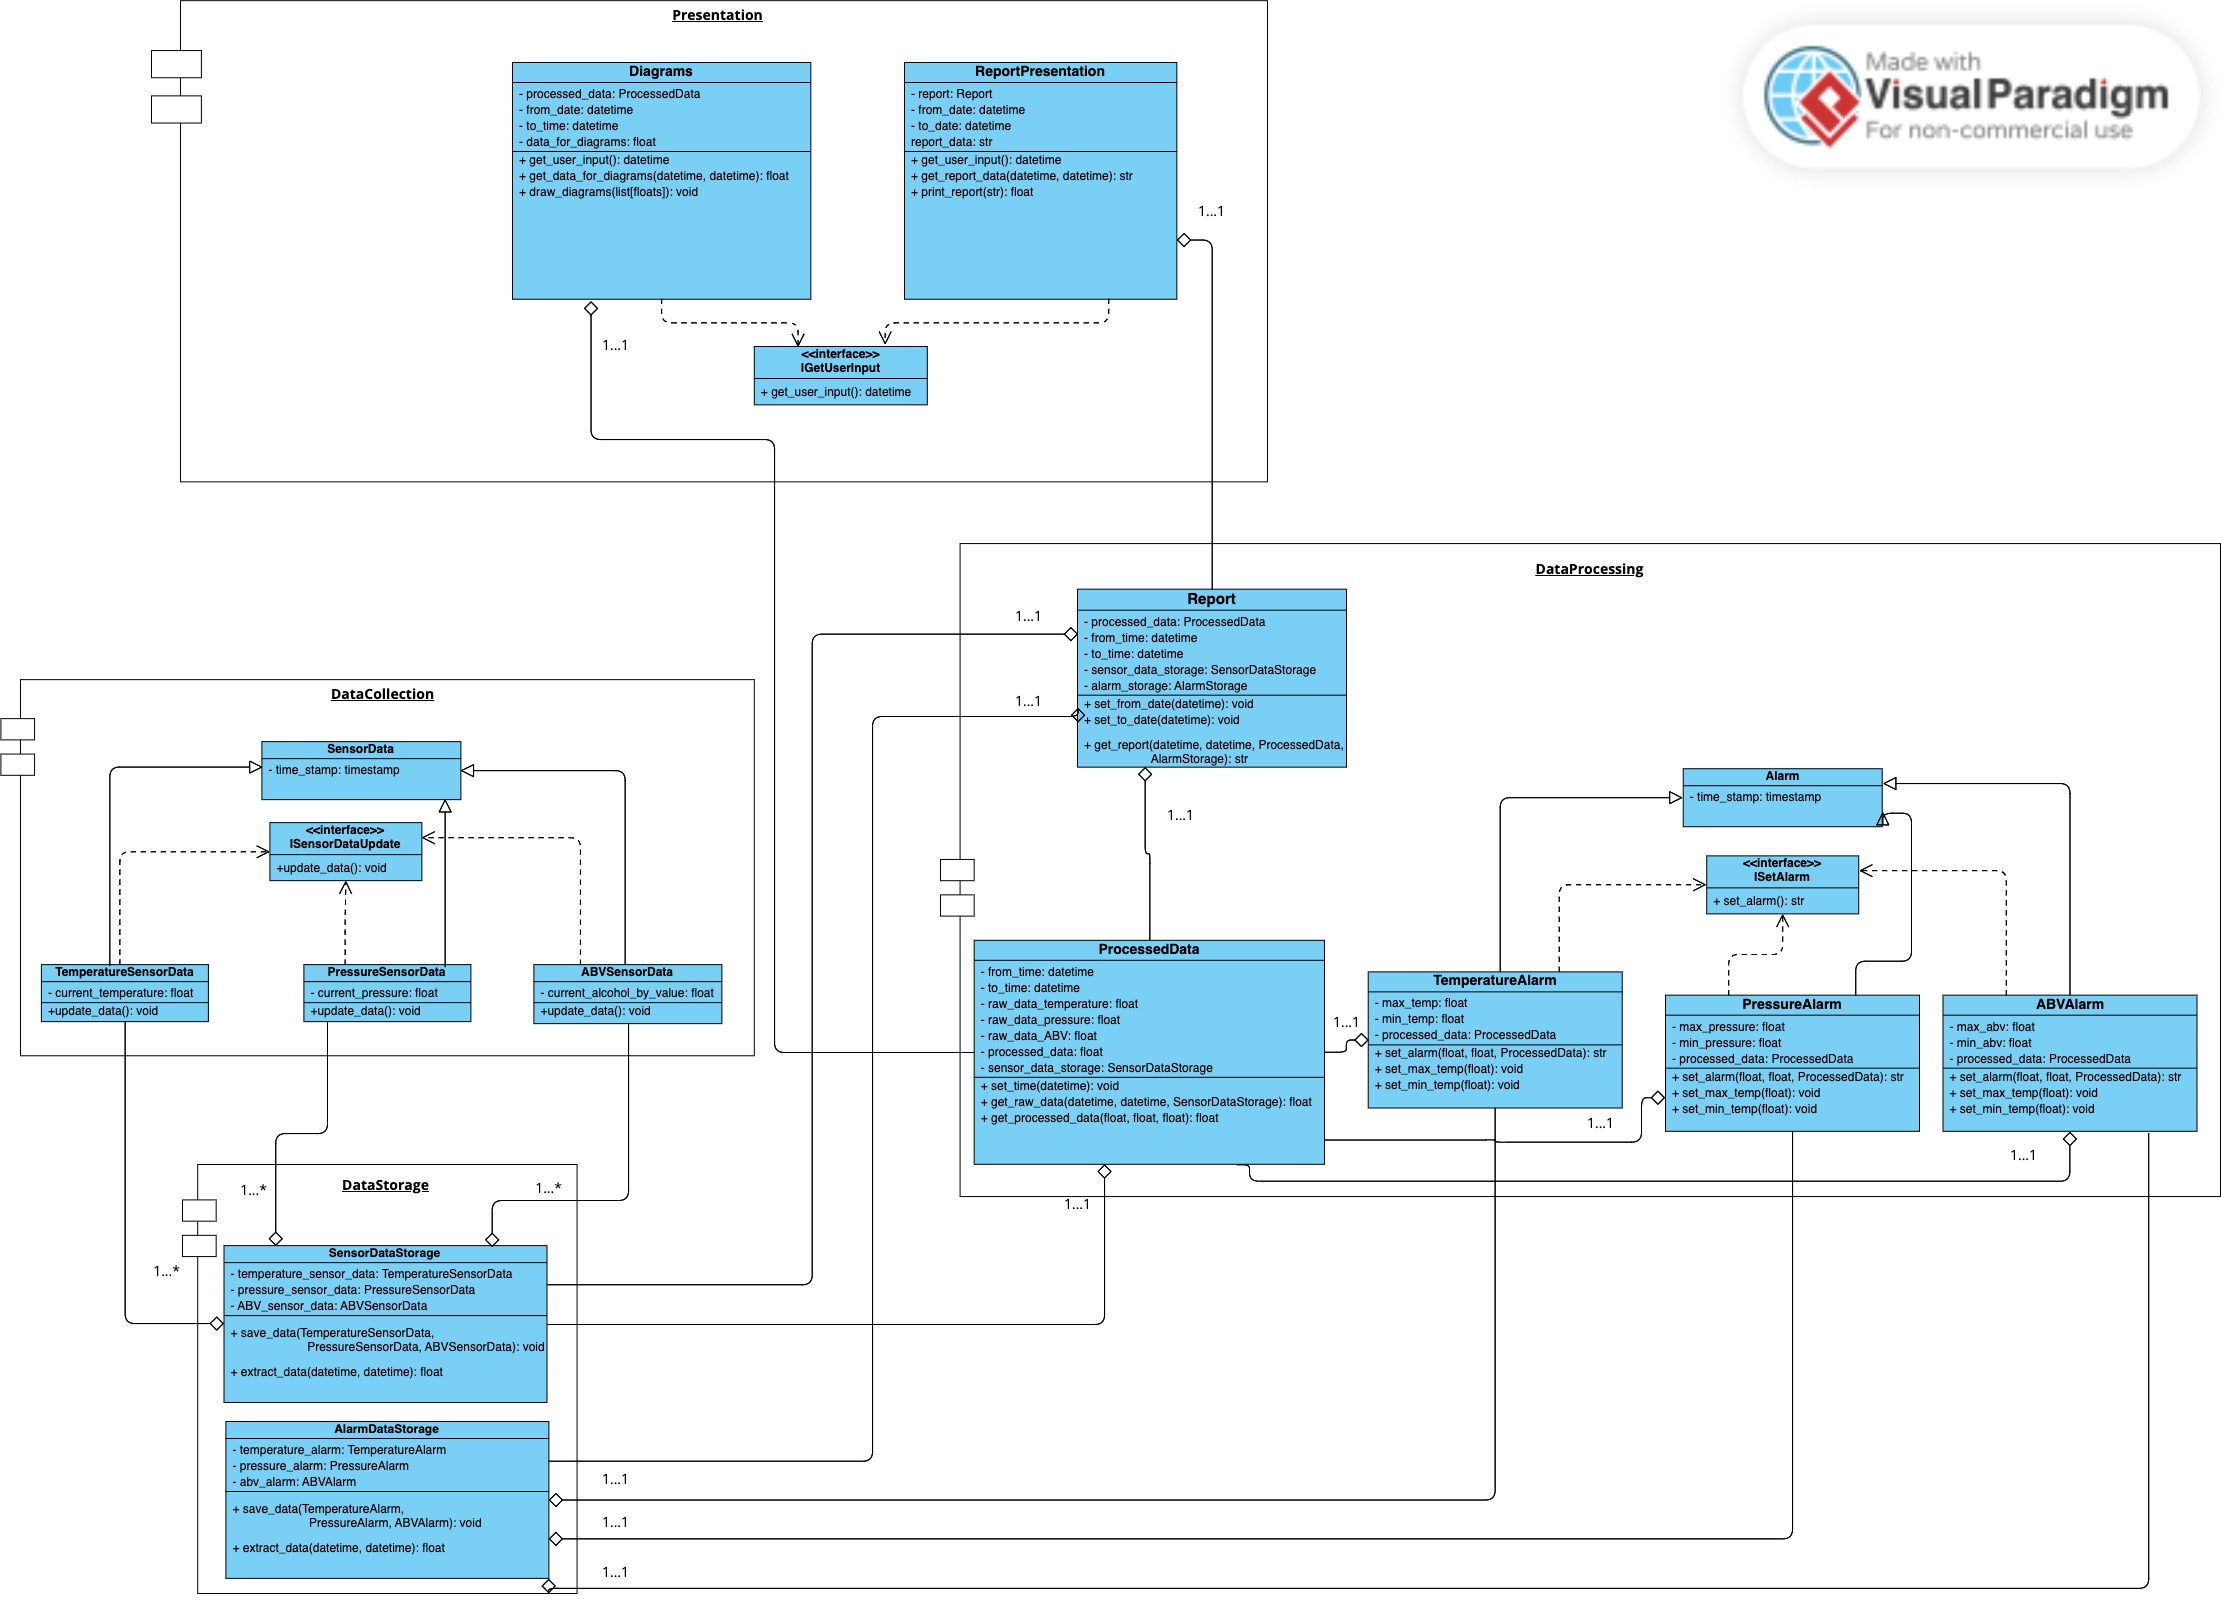 Presentation
Made with
Visual Paradigm
For non-commercial use
Diagrams
- processed_data: ProcessedData
- from_date: datetime
- to_time: datetime
- data_for_diagrams: float
+ get_user_input(): datetime
+ get_data_for_diagrams(datetime, datetime): float
+ draw_diagrams(list[floats]): void
ReportPresentation
- report: Report
- from_date: datetime
- to_date: datetime
report_data: str
+ get_user_input(): datetime
+ get_report_data(datetime, datetime): str
+ print_report(str): float
1...1
1...1
<<interface>>
IGetUserInput
+ get_user_input(): datetime
DataProcessing
Report
- processed_data: ProcessedData
- from_time: datetime
- to_time: datetime
- sensor_data_storage: SensorDataStorage
- alarm_storage: AlarmStorage
+ set_from_date(datetime): void
+ set_to_date(datetime): void
+ get_report(datetime, datetime, ProcessedData,
AlarmStorage): str
1...1
1...1
1...1
DataCollection
SensorData
- time_stamp: timestamp
<<interface>>
ISensorDataUpdate
+update_data(): void
TemperatureSensorData
- current_temperature: float
+update_data(): void
PressureSensorData
- current_pressure: float
+update_data(): void
ABVSensorData
- current_alcohol_by_value: float
+update_data(): void
Alarm
- time_stamp: timestamp
<<interface>>
ISetAlarm
+ set_alarm(): str
ProcessedData
- from_time: datetime
- to_time: datetime
- raw_data_temperature: float
- raw_data_pressure: float
- raw_data_ABV: float
- processed_data: float
- sensor_data_storage: SensorDataStorage
+ set_time(datetime): void
+ get_raw_data(datetime, datetime, SensorDataStorage): float
+ get_processed_data(float, float, float): float
1...1
TemperatureAlarm
- max_temp: float
- min_temp: float
- processed_data: ProcessedData
+ set_alarm(float, float, ProcessedData): str
+ set_max_temp(float): void
+ set_min_temp(float): void
1...1
PressureAlarm
- max_pressure: float
- min_pressure: float
- processed_data: ProcessedData
+ set_alarm(float, float, ProcessedData): str
+ set_max_temp(float): void
+ set_min_temp(float): void
ABVAlarm
- max_abv: float
- min_abv: float
- processed_data: ProcessedData
+ set_alarm(float, float, ProcessedData): str
+ set_max_temp(float): void
+ set_min_temp(float): void
1...1
1...1
DataStorage
1...*
1...*
1...*
SensorDataStorage
- temperature_sensor_data: TemperatureSensorData
- pressure_sensor_data: PressureSensorData
- ABV_sensor_data: ABVSensorData
+ save_data(TemperatureSensorData,
PressureSensorData, ABVSensorData): void
+ extract_data(datetime, datetime): float
AlarmDataStorage
- temperature_alarm: TemperatureAlarm
- pressure_alarm: PressureAlarm
- abv_alarm: ABVAlarm
+ save_data(TemperatureAlarm,
PressureAlarm, ABVAlarm): void
+ extract_data(datetime, datetime): float
1...1
1...1
1...1